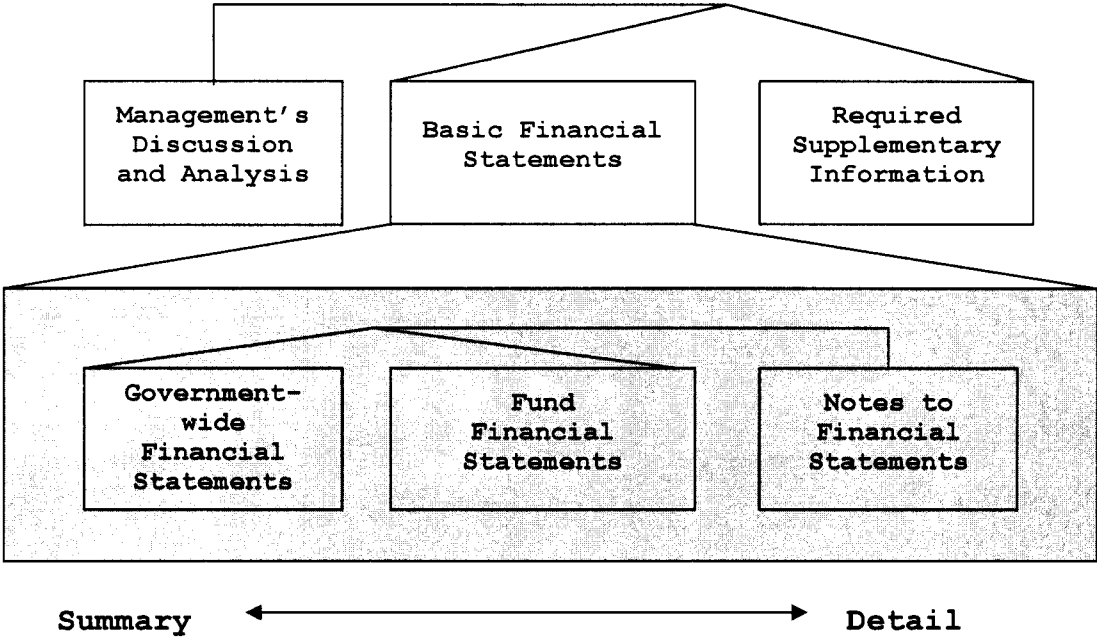 Management's
Discussion
and Analysis
Basic Financial
Statements
Required
Supplementary
Information
Government-
wide
Financial
Statements
Fund
Financial
Statements
Notes to
Financial
Statements
Summary
Detail